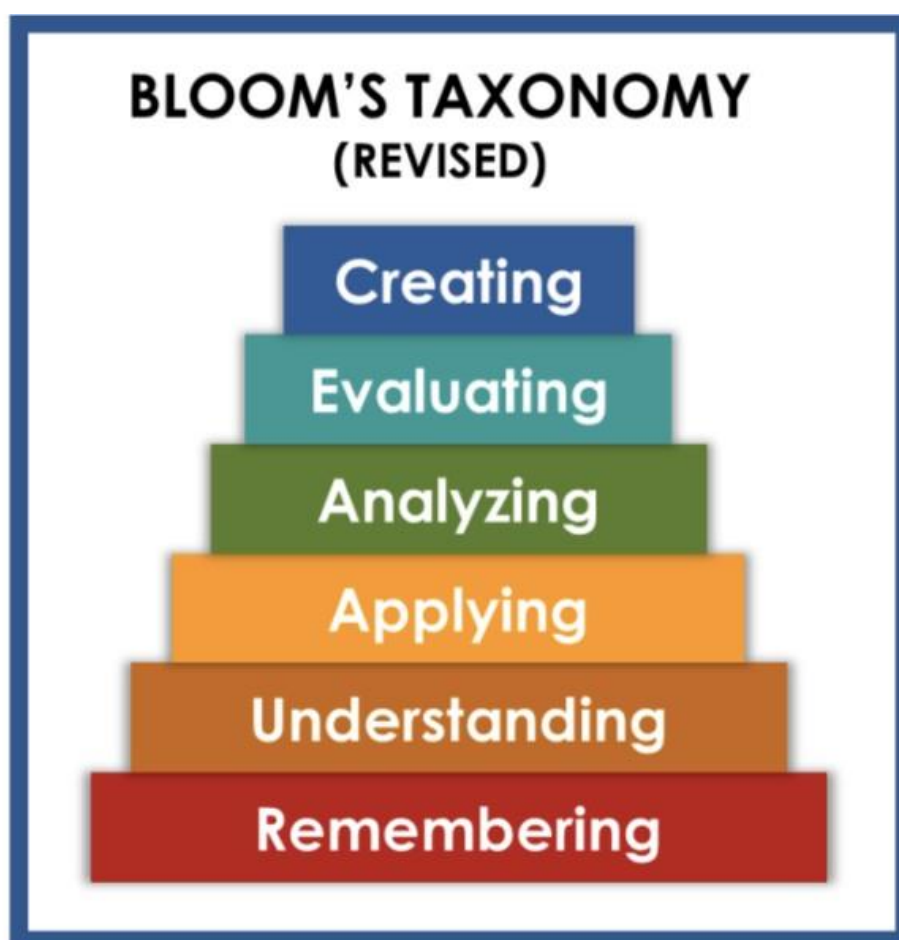 BLOOM'S TAXONOMY
(REVISED)
Creating
Evaluating
Analyzing
Applying
Understanding
Remembering